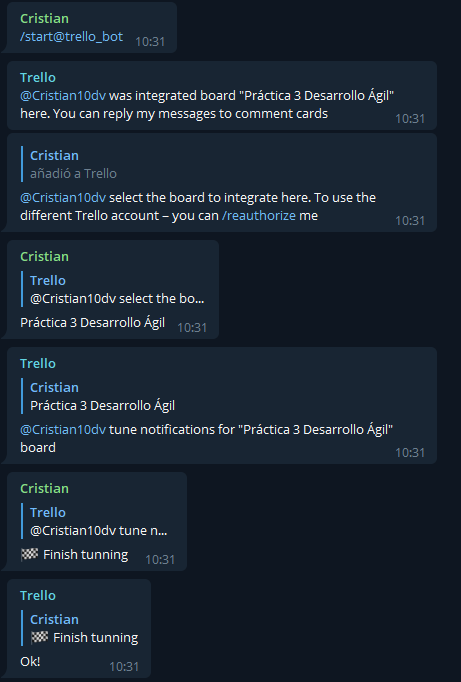 Cristian
/start@trello_bot 10:31
Trello
@Cristian10dv was integrated board "Práctica 3 Desarrollo Ágil"
here. You can reply my messages to comment cards 10:31
Cristian
añadió a Trello
@Cristian10dv select the board to integrate here. To use the
different Trello account – you can /reauthorize me 10:31
Cristian
Trello
@Cristian10dv select the bo...
Práctica 3 Desarrollo Ágil 10:31
Trello
Cristian
Práctica 3 Desarrollo Ágil
@Cristian10dv tune notifications for "Práctica 3 Desarrollo Ágil"
board 10:31
Cristian
Trello
@Cristian10dv tune n...
🏁 Finish tunning 10:31
Trello
Cristian
🏁 Finish tunning
Ok! 10:31